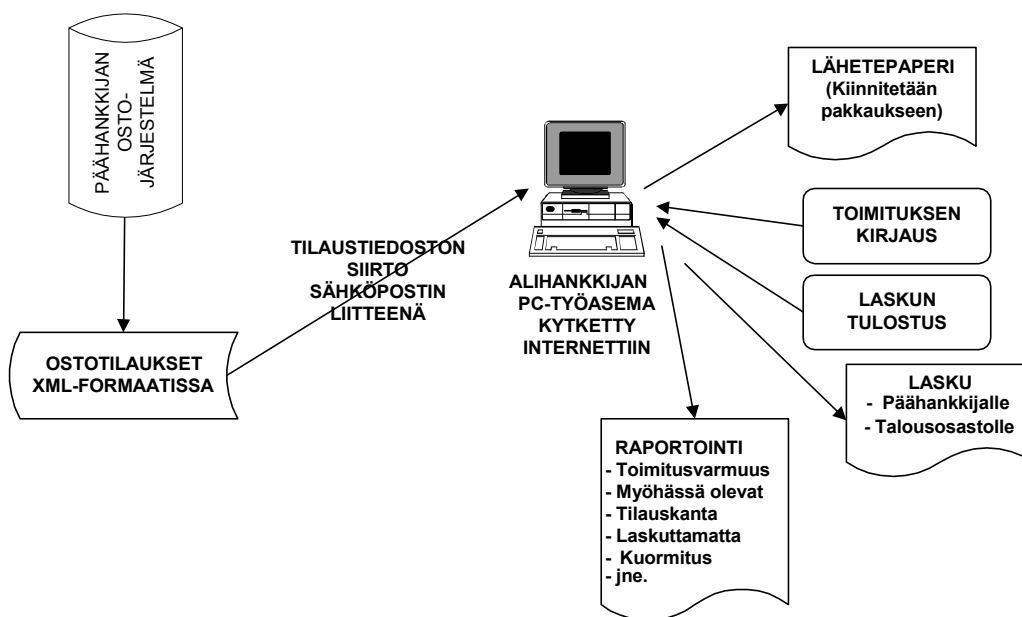 PÄÄHANKKIJAN
OSTO-
JÄRJESTELMÄ
OSTOTILAUKSET
XML-FORMAATISSA
TILAUSTIEDOSTON
SIIRTO
SÄHKÖPOSTIN
LIITTEENÄ
ALIHANKKIJAN
PC-TYÖASEMA
KYTKETTY
INTERNETTIIN
LÄHETEPAPERI
(Kiinnitetään
pakkaukseen)
TOIMITUKSEN
KIRJAUS
LASKUN
TULOSTUS
LASKU
- Päähankkijalle
- Talousosastolle
RAPORTOINTI
- Toimitusvarmuus
- Myöhässä olevat
- Tilauskanta
- Laskuttamatta
- Kuormitus
- jne.